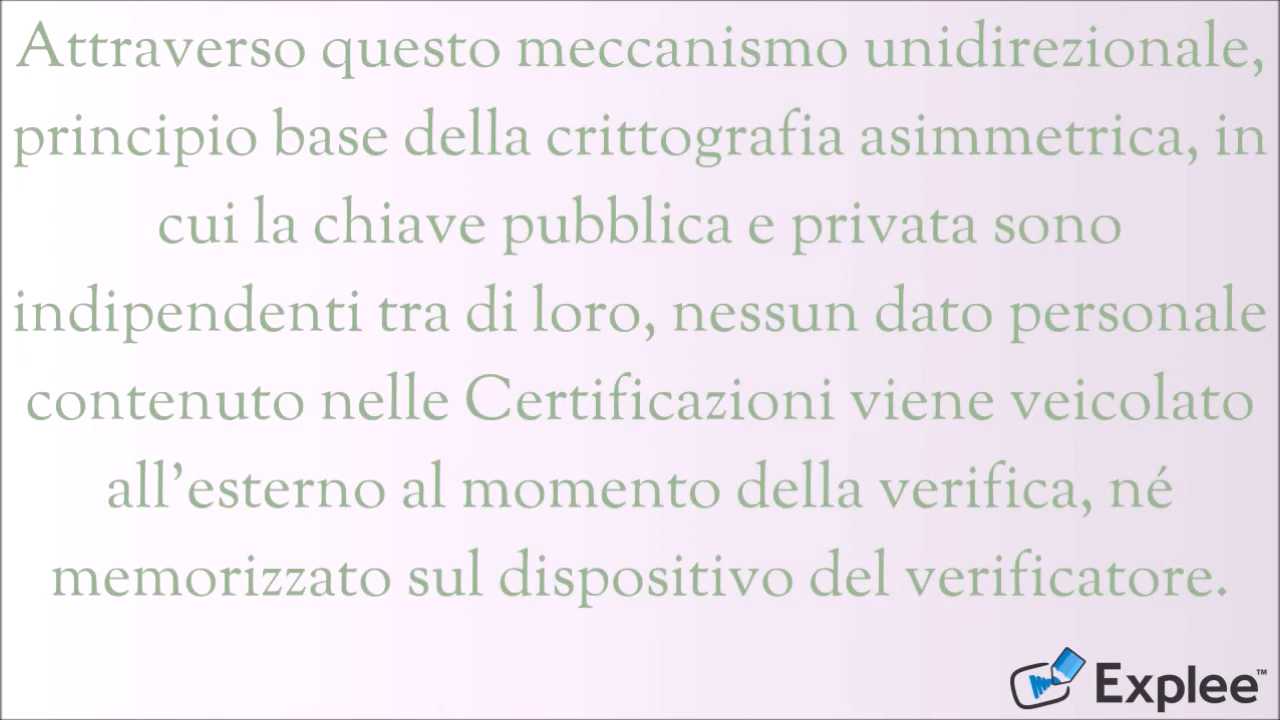 Attraverso questo meccanismo unidirezionale,
principio base della crittografia asimmetrica, in
cui la chiave pubblica e privata sono
indipendenti tra di loro, nessun dato personale
contenuto nelle Certificazioni viene veicolato
all’esterno al momento della verifica, né
memorizzato sul dispositivo del verificatore.
Explee™